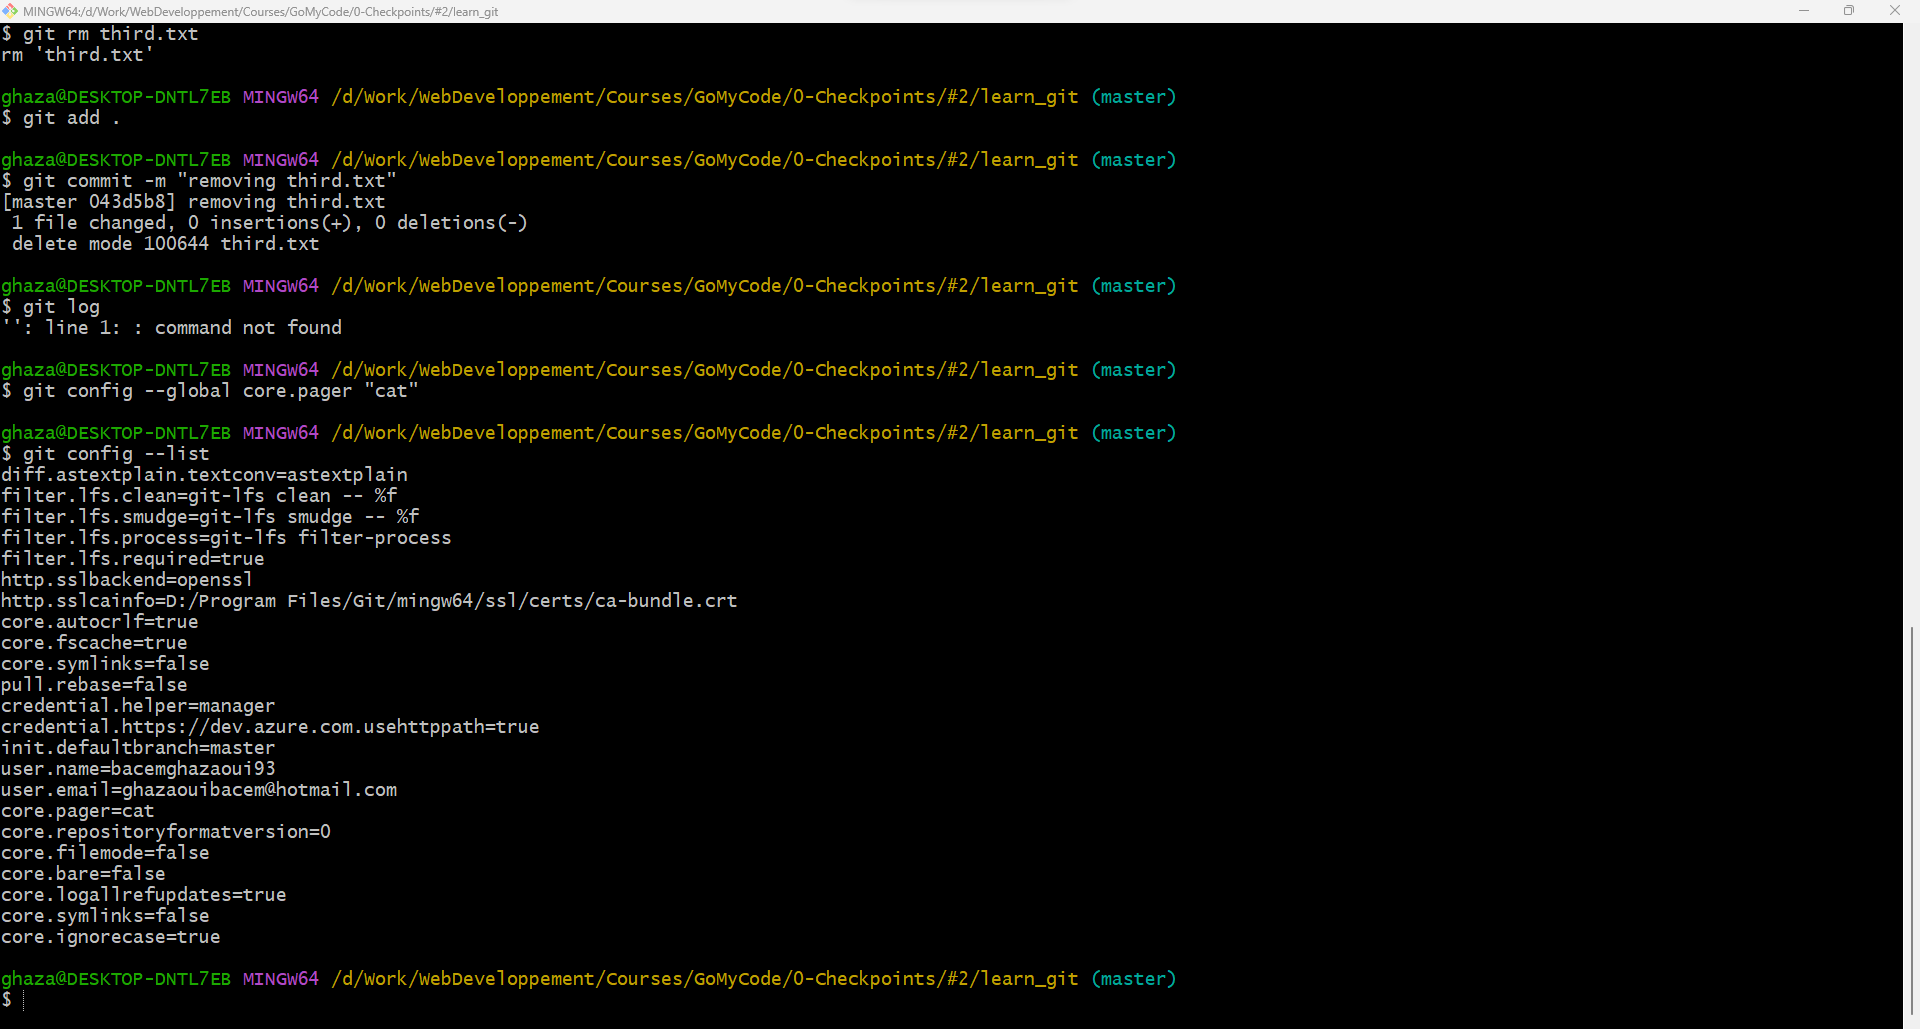 MINGW64:/d/Work/WebDeveloppement/Courses/GoMyCode/0-Checkpoints/#2/learn_git
$ git rm third.txt
rm 'third.txt'
ghaza@DESKTOP-DNTL7EB MINGW64 /d/Work/WebDeveloppement/Courses/GoMyCode/0-Checkpoints/#2/learn_git (master)
$ git add .
ghaza@DESKTOP-DNTL7EB MINGW64 /d/Work/WebDeveloppement/Courses/GoMyCode/0-Checkpoints/#2/learn_git (master)
$ git commit -m "removing third.txt"
[master 043d5b8] removing third.txt
 1 file changed, 0 insertions(+), 0 deletions(-)
 delete mode 100644 third.txt
ghaza@DESKTOP-DNTL7EB MINGW64 /d/Work/WebDeveloppement/Courses/GoMyCode/0-Checkpoints/#2/learn_git (master)
$ git log
'': line 1: : command not found
ghaza@DESKTOP-DNTL7EB MINGW64 /d/Work/WebDeveloppement/Courses/GoMyCode/0-Checkpoints/#2/learn_git (master)
$ git config --global core.pager "cat"
ghaza@DESKTOP-DNTL7EB MINGW64 /d/Work/WebDeveloppement/Courses/GoMyCode/0-Checkpoints/#2/learn_git (master)
$ git config --list
diff.astextplain.textconv=astextplain
filter.lfs.clean=git-lfs clean -- %f
filter.lfs.smudge=git-lfs smudge -- %f
filter.lfs.process=git-lfs filter-process
filter.lfs.required=true
http.sslbackend=openssl
http.sslcainfo=D:/Program Files/Git/mingw64/ssl/certs/ca-bundle.crt
core.autocrlf=true
core.fscache=true
core.symlinks=false
pull.rebase=false
credential.helper=manager
credential.https://dev.azure.com.usehttppath=true
init.defaultbranch=master
user.name=bacemghazaoui93
user.email=ghazaouibacem@hotmail.com
core.pager=cat
core.repositoryformatversion=0
core.filemode=false
core.bare=false
core.logallrefupdates=true
core.symlinks=false
core.ignorecase=true
ghaza@DESKTOP-DNTL7EB MINGW64 /d/Work/WebDeveloppement/Courses/GoMyCode/0-Checkpoints/#2/learn_git (master)
$